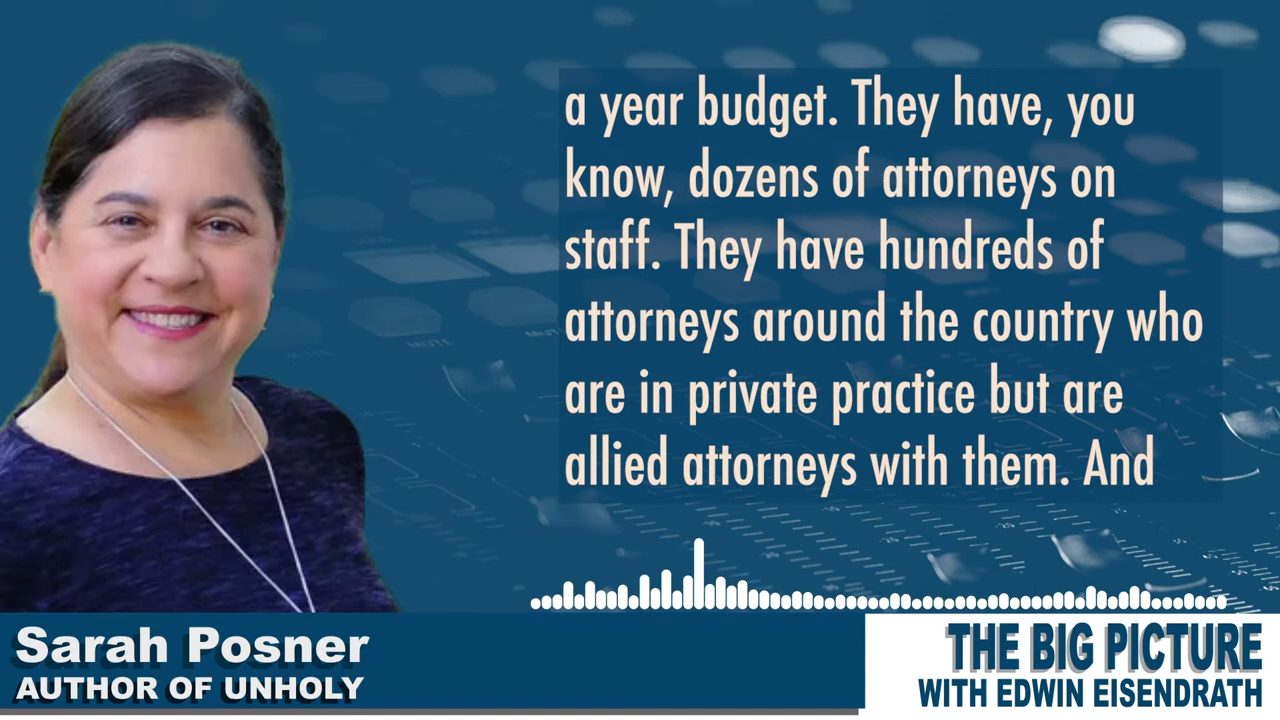 a year budget. They have, you
know, dozens of attorneys on
staff. They have hundreds of
attorneys around the country who
are in private practice but are
allied attorneys with them. And
Sarah Posner
AUTHOR OF UNHOLY
THE BIG PICTURE
WITH EDWIN EISENDRATH
MUTE